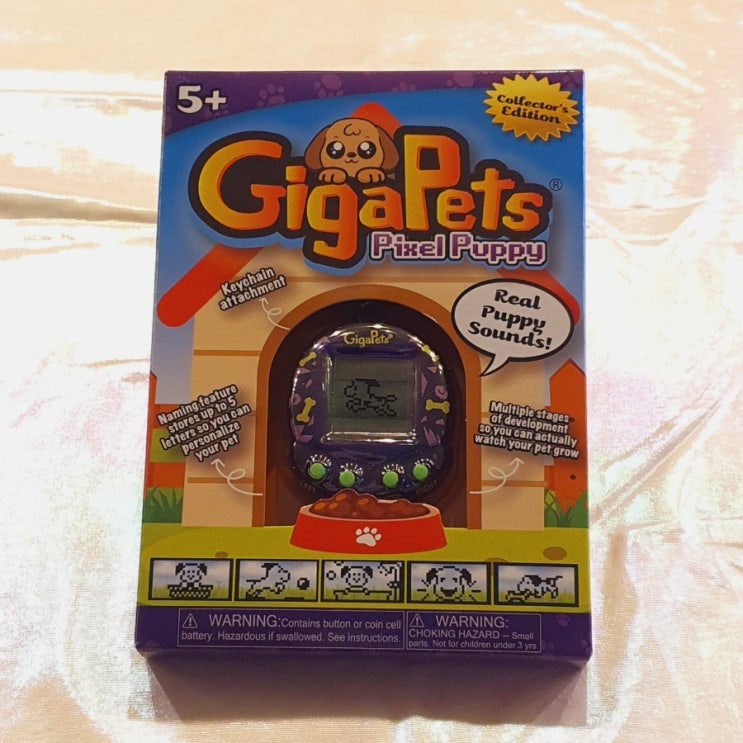 5+
Collector's
Edition
GigaPets®
Pixel Puppy
Keychain
attachment
Real
Puppy
Sounds!
GigaPets®
Naming feature
stores up to 5
letters so you can
personalize
your pet
Multiple stages
of development
so you can actually
watch your pet grow
⚠ WARNING: Contains button or coin cell
battery. Hazardous if swallowed. See instructions.
⚠ WARNING:
CHOKING HAZARD — Small
parts. Not for children under 3 yrs.